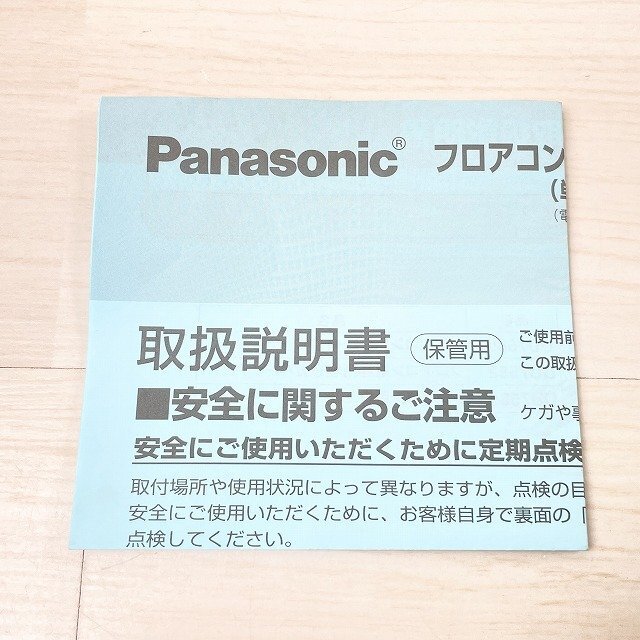 Panasonic® フロアコン
(
(電
取扱説明書 保管用 ご使用前
この取扱
■安全に関するご注意 ケガや事
安全にご使用いただくために定期点検
取付場所や使用状況によって異なりますが、点検の目
安全にご使用いただくために、お客様自身で裏面の「
点検してください。